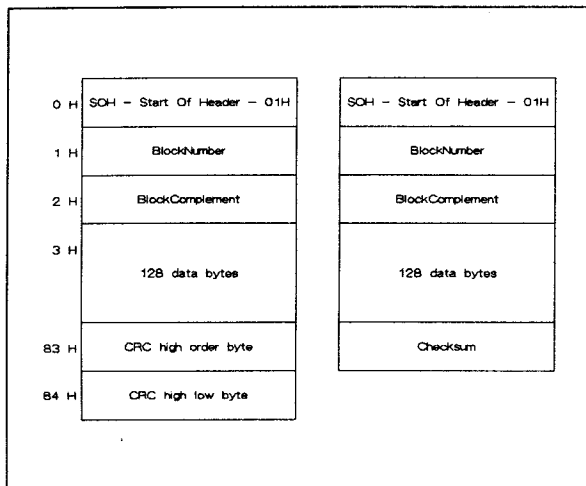 0 H SOH - Start Of Header - 01H SOH - Start Of Header - 01H
1 H BlockNumber BlockNumber
2 H BlockComplement BlockComplement
3 H
128 data bytes 128 data bytes
83 H CRC high order byte Checksum
84 H CRC high low byte